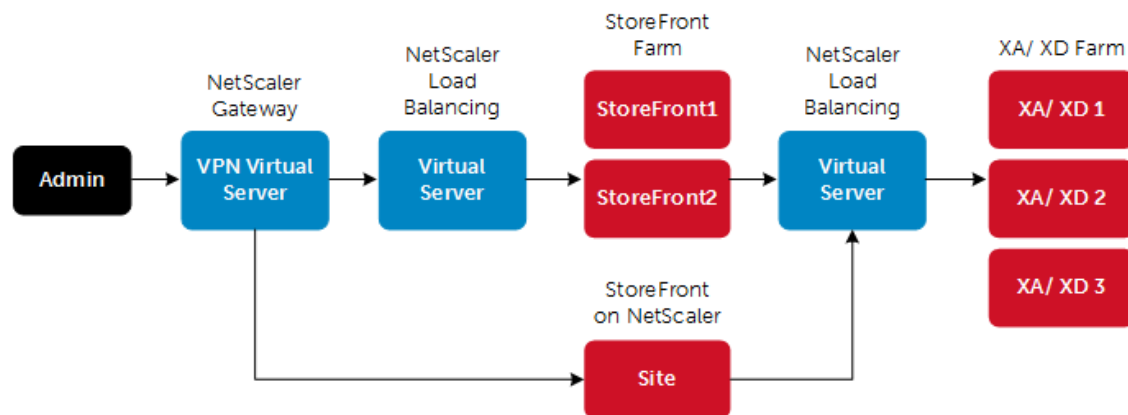 StoreFront
Farm
NetScaler
Load
Balancing
NetScaler
Load
Balancing
XA/ XD Farm
NetScaler
Gateway
StoreFront1
XA/ XD 1
Admin
VPN Virtual
Server
Virtual
Server
StoreFront2
Virtual
Server
XA/ XD 2
XA/ XD 3
StoreFront
on NetScaler
Site